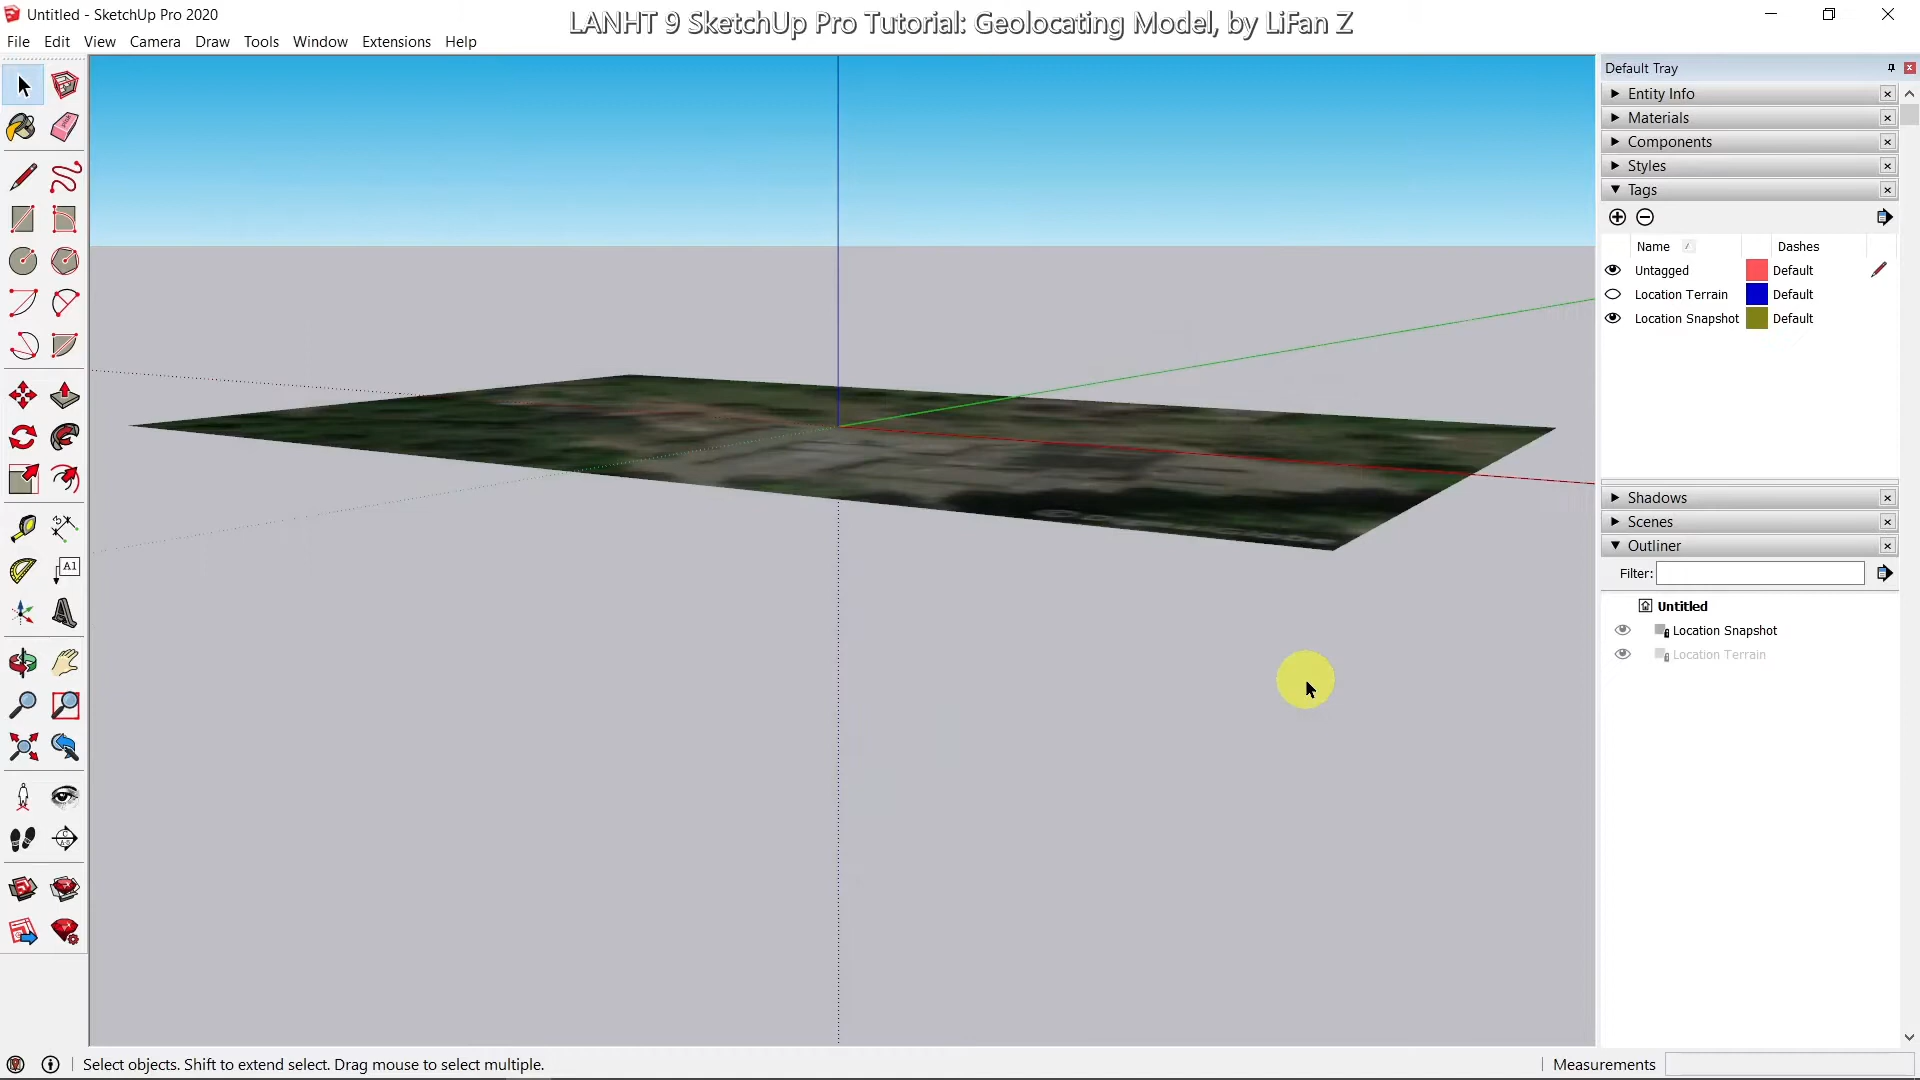 Untitled - SketchUp Pro 2020
LANHT 9 SketchUp Pro Tutorial: Geolocating Model, by LiFan Z
File Edit View Camera Draw Tools Window Extensions Help
Default Tray
Entity Info
Materials
Components
Styles
Tags
Name Dashes
Untagged Default
Location Terrain Default
Location Snapshot Default
Shadows
Scenes
Outliner
Filter:
Untitled
Location Snapshot
Location Terrain
A1
Select objects. Shift to extend select. Drag mouse to select multiple.
Measurements